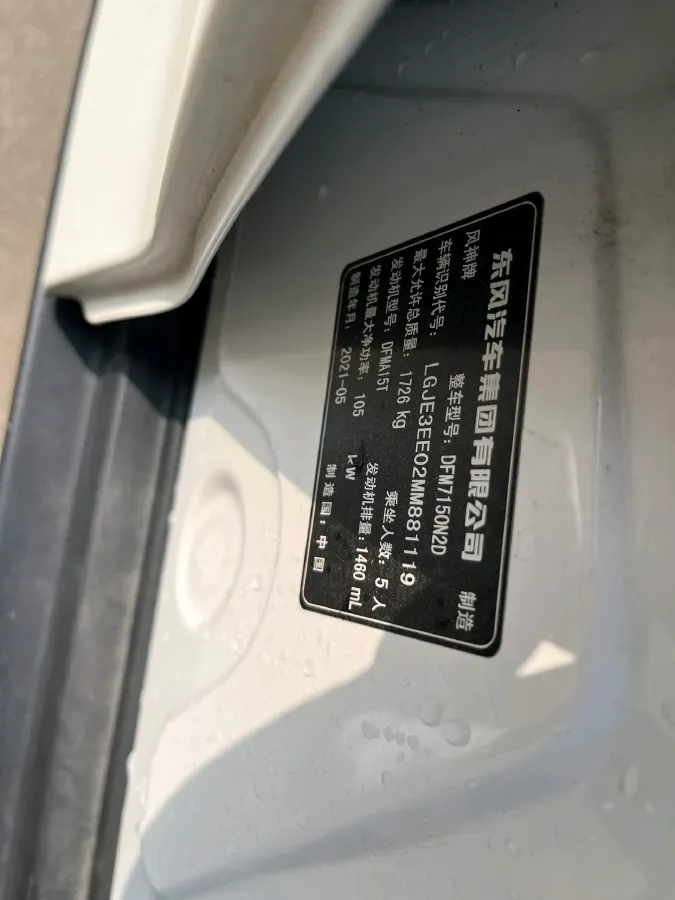 东风汽车集团有限公司 制造
风神牌 整车型号：DFM7150N2D
车辆识别代号：LGJE3EE02MM881119
最大允许总质量：1726 kg 乘坐人数：5 人
发动机型号：DFMA15T 发动机排量：1460 mL
发动机最大净功率：105 kW
制造年月：2021-05 制造国：中国